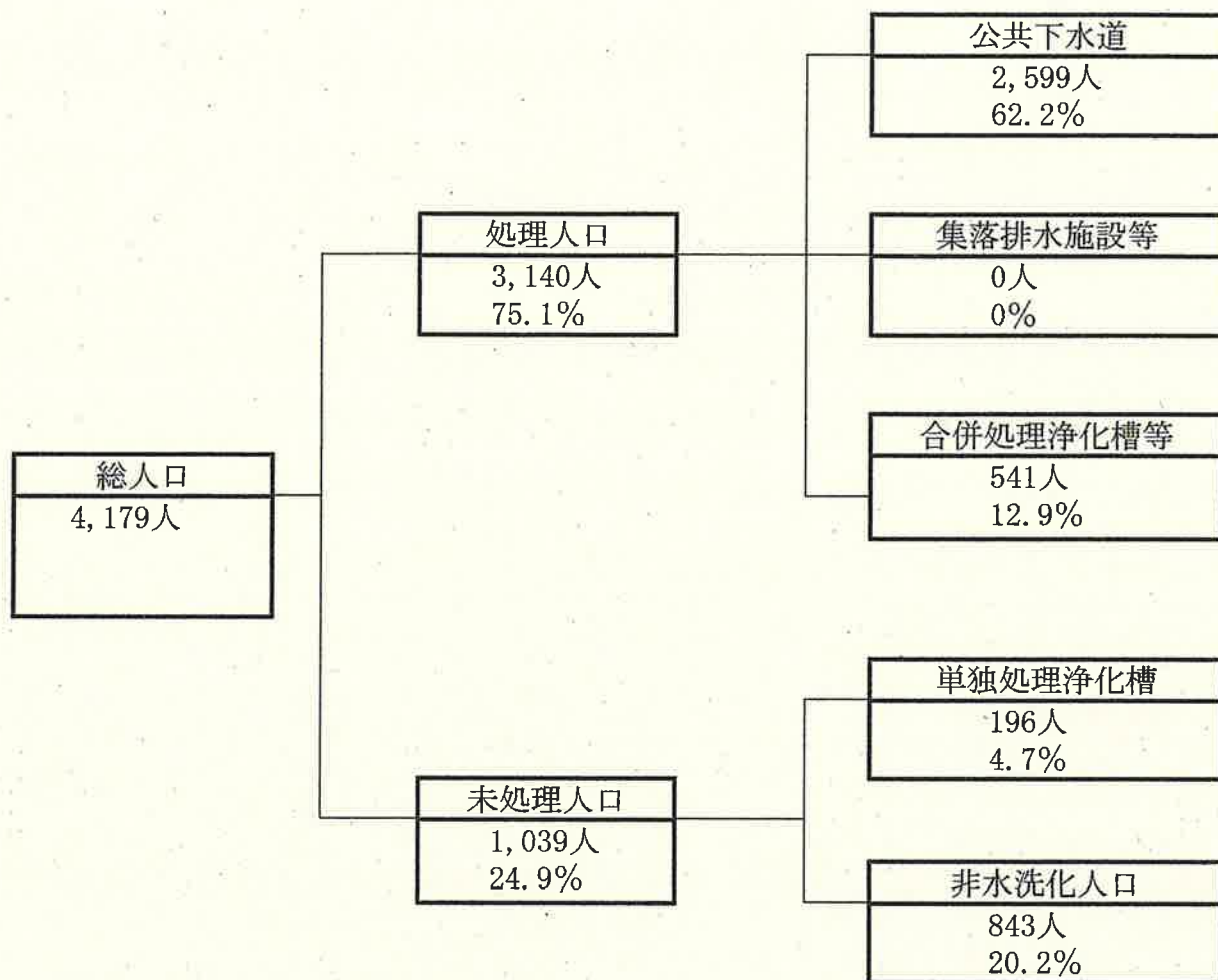 総人口
4,179人
処理人口
3,140人
75.1%
公共下水道
2,599人
62.2%
集落排水施設等
0人
0%
合併処理浄化槽等
541人
12.9%
未処理人口
1,039人
24.9%
単独処理浄化槽
196人
4.7%
非水洗化人口
843人
20.2%